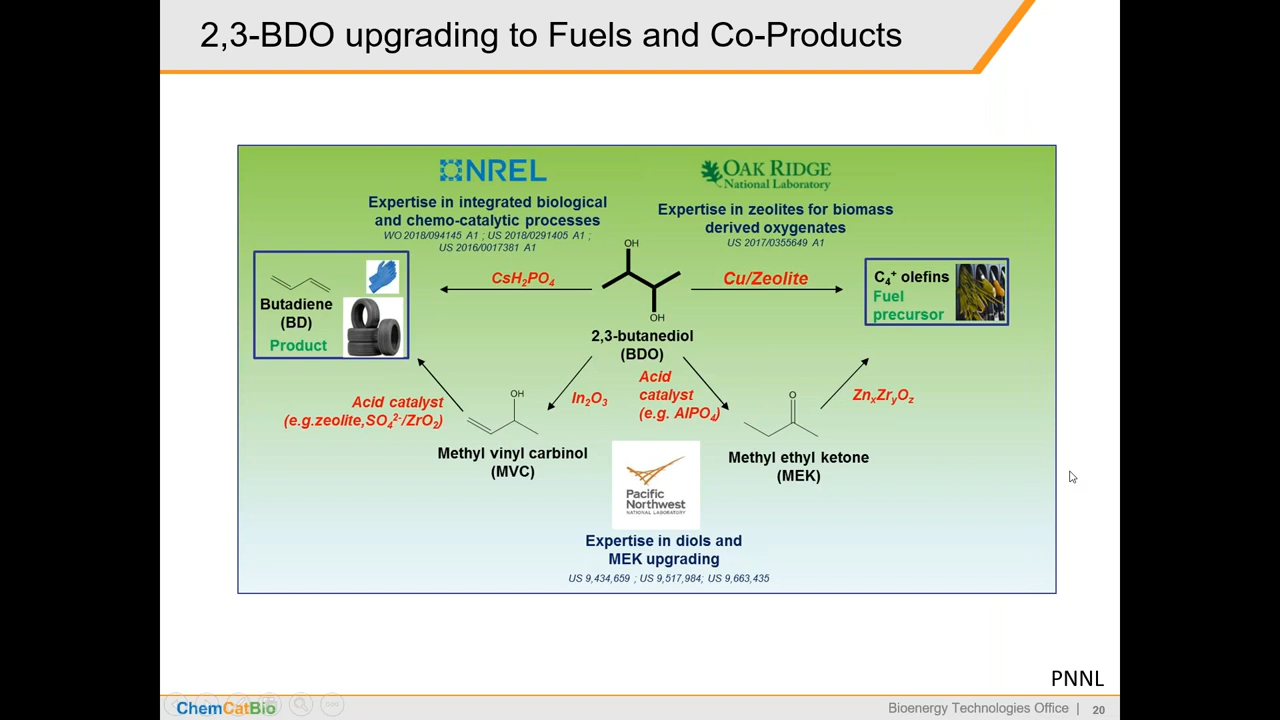 2,3-BDO upgrading to Fuels and Co-Products
NREL
OAK RIDGE
National Laboratory
Expertise in integrated biological
and chemo-catalytic processes
WO 2018/094145 A1 ; US 2018/0291405 A1 ;
US 2016/0017381 A1
Expertise in zeolites for biomass
derived oxygenates
US 2017/0355649 A1
Butadiene
(BD)
Product
CsH₂PO₄
OH
OH
2,3-butanediol
(BDO)
Cu/Zeolite
C₄⁺ olefins
Fuel
precursor
Acid catalyst
(e.g.zeolite,SO₄²⁻/ZrO₂)
OH
Methyl vinyl carbinol
(MVC)
In₂O₃
Acid
catalyst
(e.g. AlPO₄)
O
Methyl ethyl ketone
(MEK)
ZnₓZrᵧO_z
Pacific
Northwest
NATIONAL LABORATORY
Expertise in diols and
MEK upgrading
US 9,434,659 ; US 9,517,984; US 9,663,435
PNNL
ChemCatBio
Bioenergy Technologies Office | 20